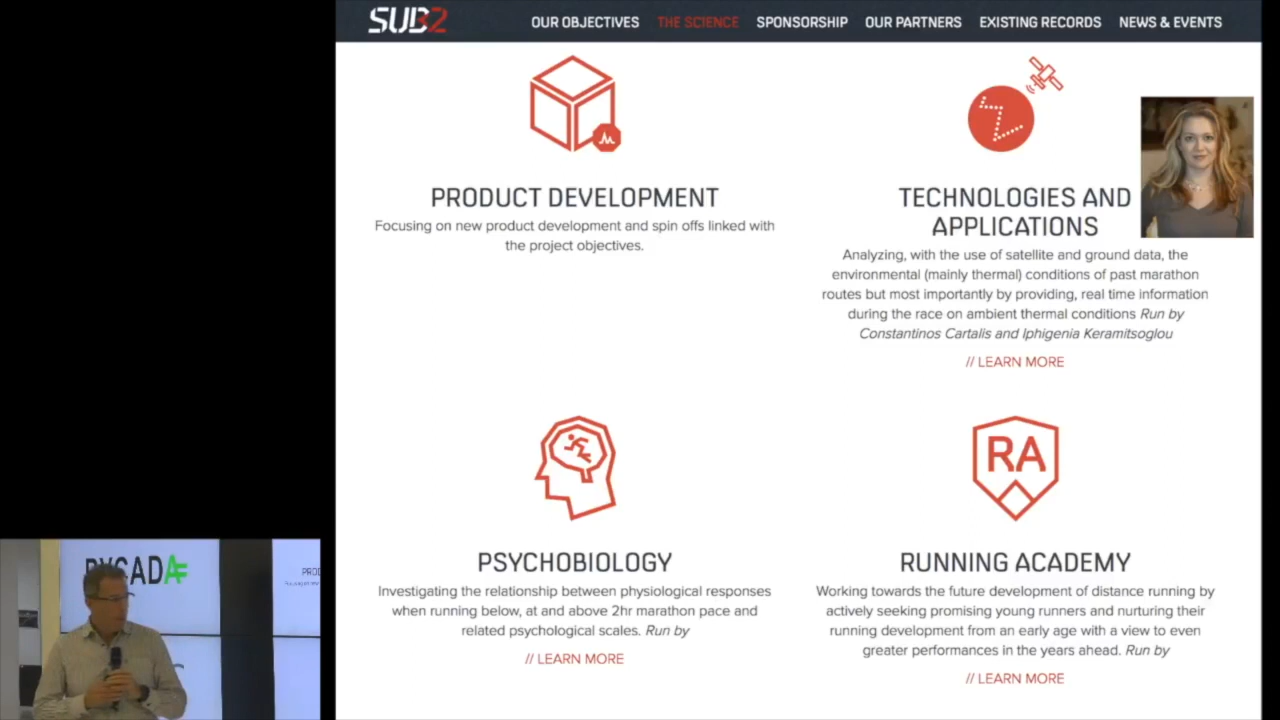 SUB2
OUR OBJECTIVES THE SCIENCE SPONSORSHIP OUR PARTNERS EXISTING RECORDS NEWS & EVENTS
PRODUCT DEVELOPMENT
Focusing on new product development and spin offs linked with
the project objectives.
TECHNOLOGIES AND
APPLICATIONS
Analyzing, with the use of satellite and ground data, the
environmental (mainly thermal) conditions of past marathon
routes but most importantly by providing, real time information
during the race on ambient thermal conditions Run by
Constantinos Cartalis and Iphigenia Keramitsoglou
// LEARN MORE
PSYCHOBIOLOGY
Investigating the relationship between physiological responses
when running below, at and above 2hr marathon pace and
related psychological scales. Run by
// LEARN MORE
RA
RUNNING ACADEMY
Working towards the future development of distance running by
actively seeking promising young runners and nurturing their
running development from an early age with a view to even
greater performances in the years ahead. Run by
// LEARN MORE